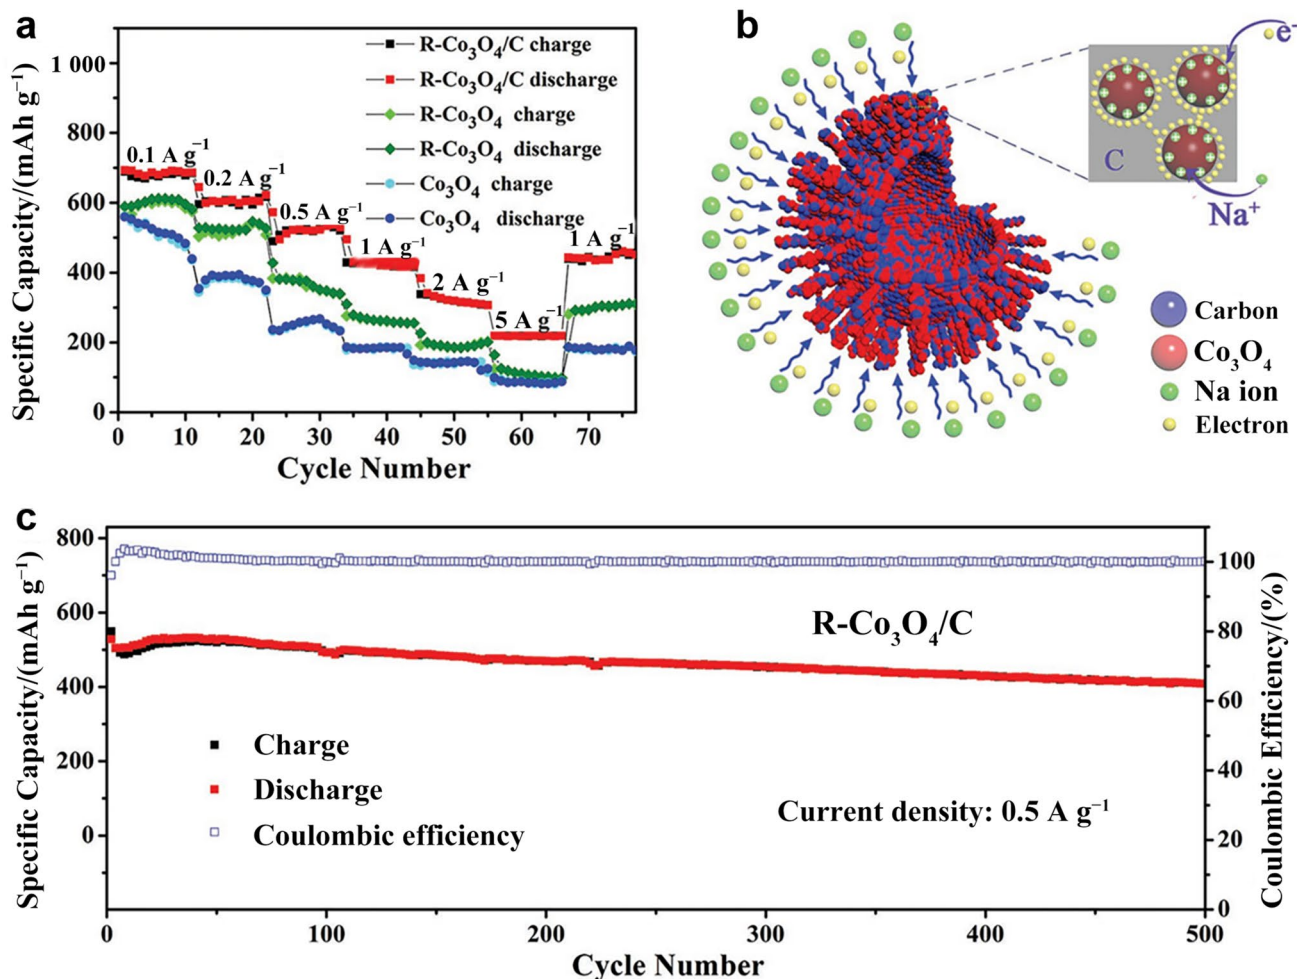 a
1 000
800
600
400
200
0
Specific Capacity/(mAh g⁻¹)
R-Co₃O₄/C charge
R-Co₃O₄/C discharge
R-Co₃O₄ charge
R-Co₃O₄ discharge
Co₃O₄ charge
Co₃O₄ discharge
0.1 A g⁻¹
0.2 A g⁻¹
0.5 A g⁻¹
1 A g⁻¹
2 A g⁻¹
5 A g⁻¹
1 A g⁻¹
0 10 20 30 40 50 60 70
Cycle Number
b
e⁻
C
Na⁺
Carbon
Co₃O₄
Na ion
Electron
c
800
600
400
200
0
Specific Capacity/(mAh g⁻¹)
R-Co₃O₄/C
Charge
Discharge
Coulombic efficiency
Current density: 0.5 A g⁻¹
100
80
60
40
20
0
Coulombic Efficiency/(%)
0 100 200 300 400 500
Cycle Number